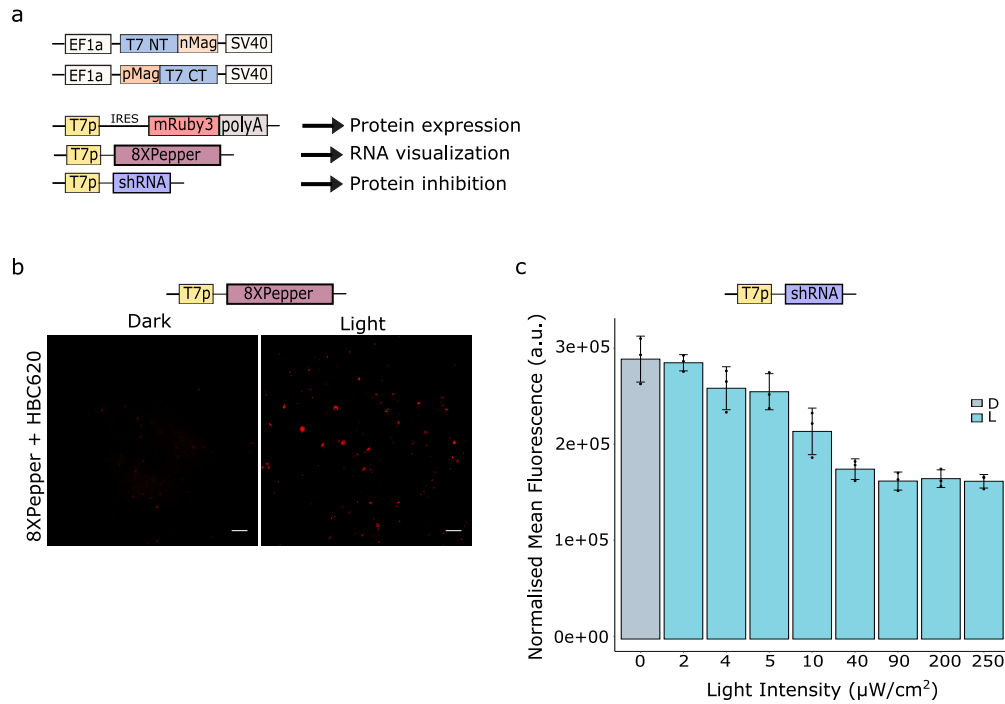 a
EF1a T7 NT nMag SV40
EF1a pMag T7 CT SV40
T7p IRES mRuby3 polyA Protein expression
T7p 8XPepper RNA visualization
T7p shRNA Protein inhibition
b
T7p 8XPepper
Dark Light
8XPepper + HBC620
c
T7p shRNA
Normalised Mean Fluorescence (a.u.)
3e+05
2e+05
1e+05
0e+00
D
L
0 2 4 5 10 40 90 200 250
Light Intensity (µW/cm²)